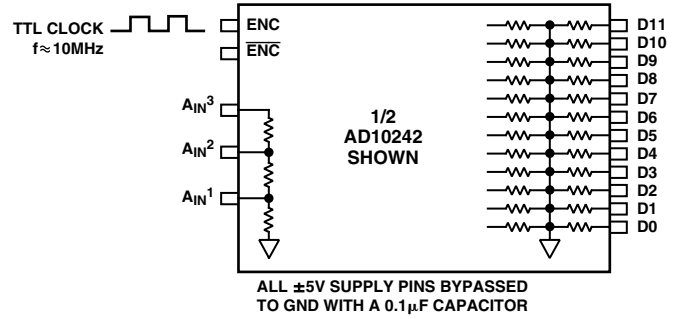 TTL CLOCK
f≈10MHz
ENC
E̅N̅C̅
AIN3
AIN2
AIN1
1/2
AD10242
SHOWN
D11
D10
D9
D8
D7
D6
D5
D4
D3
D2
D1
D0
ALL ±5V SUPPLY PINS BYPASSED
TO GND WITH A 0.1μF CAPACITOR